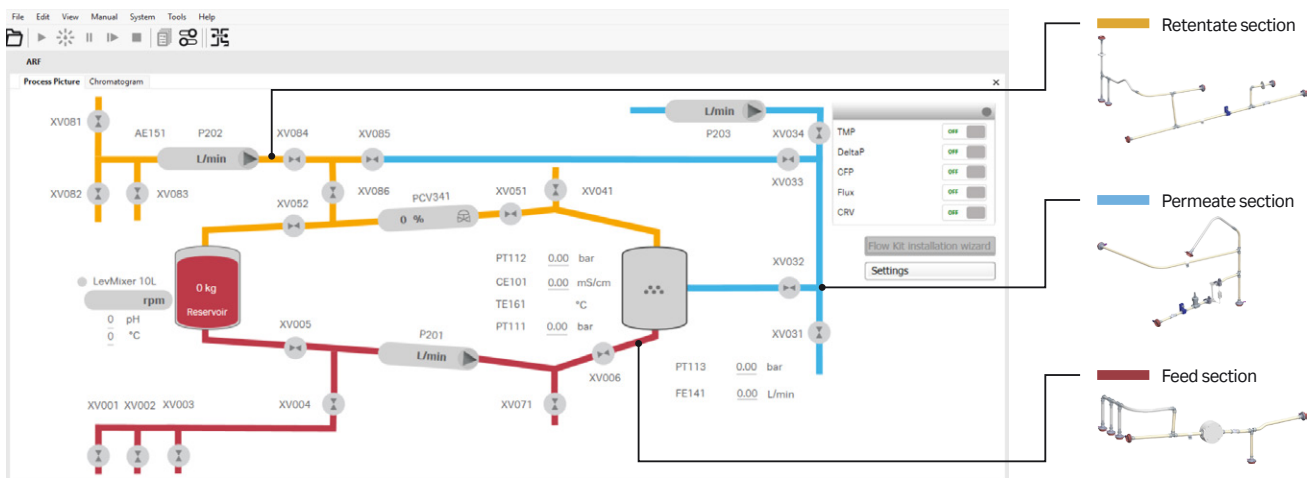 File Edit View Manual System Tools Help
ARF
Process Picture Chromatogram ×
Retentate section
XV081
AE151 P202 XV084 XV085
L/min
L/min
P203 XV034
TMP OFF
DeltaP OFF
CFP OFF
Flux OFF
CRV OFF
XV082 XV083 XV086 XV033
XV052 PCV341 XV051 XV041
0 %
Permeate section
Flow Kit installation wizard
Settings
PT112 0.00 bar
CE101 0.00 mS/cm
TE161 °C
PT111 0.00 bar
XV032
LevMixer 10L
rpm
0 pH
0 °C
0 kg
Reservoir
XV005 P201 XV031
L/min
XV006
PT113 0.00 bar
FE141 0.00 L/min
Feed section
XV001 XV002 XV003 XV004 XV071